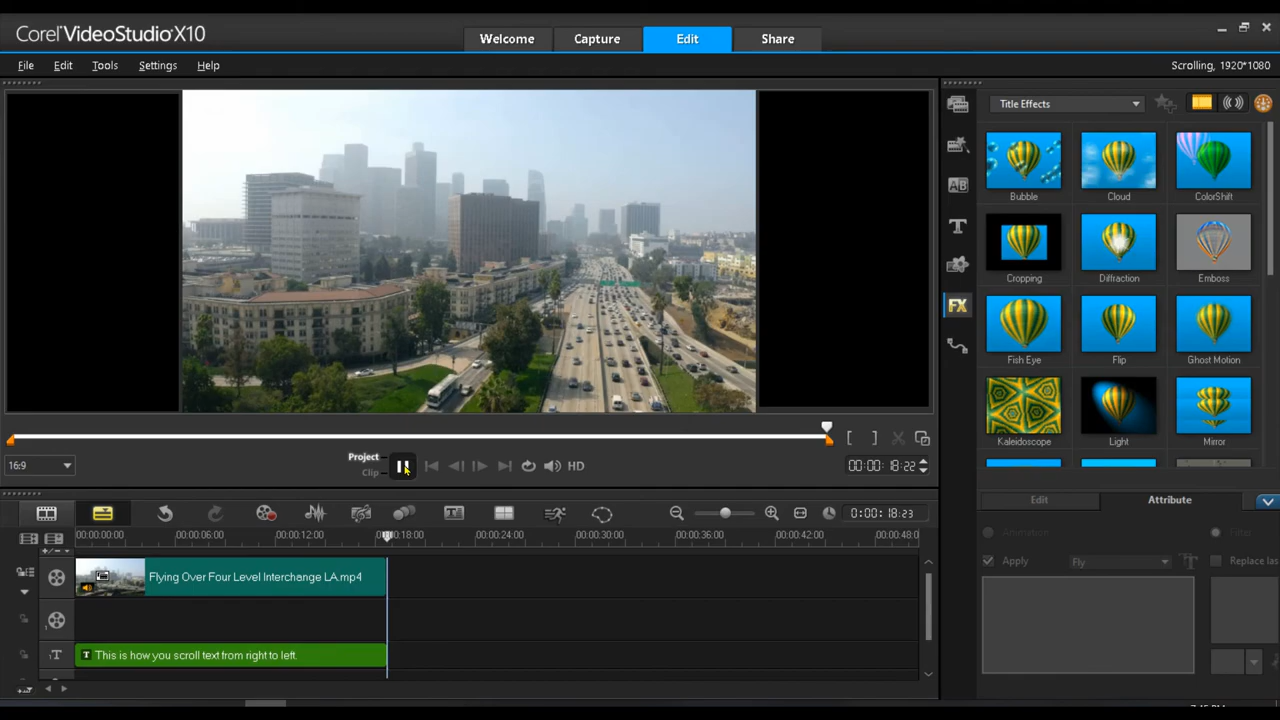 Corel VideoStudio X10
Welcome
Capture
Edit
Share
File
Edit
Tools
Settings
Help
Scrolling, 1920*1080
Title Effects
Bubble
Cloud
ColorShift
Cropping
Diffraction
Emboss
Fish Eye
Flip
Ghost Motion
Kaleidoscope
Light
Mirror
16:9
Project
Clip
HD
00:00: 18:22
Edit
Attribute
0:00: 18:23
00:00:00:00
00:00:06:00
00:00:12:00
00:00:18:00
00:00:24:00
00:00:30:00
00:00:36:00
00:00:42:00
00:00:48:0
Animation
Filter
Apply
Fly
Replace las
Flying Over Four Level Interchange LA.mp4
This is how you scroll text from right to left.